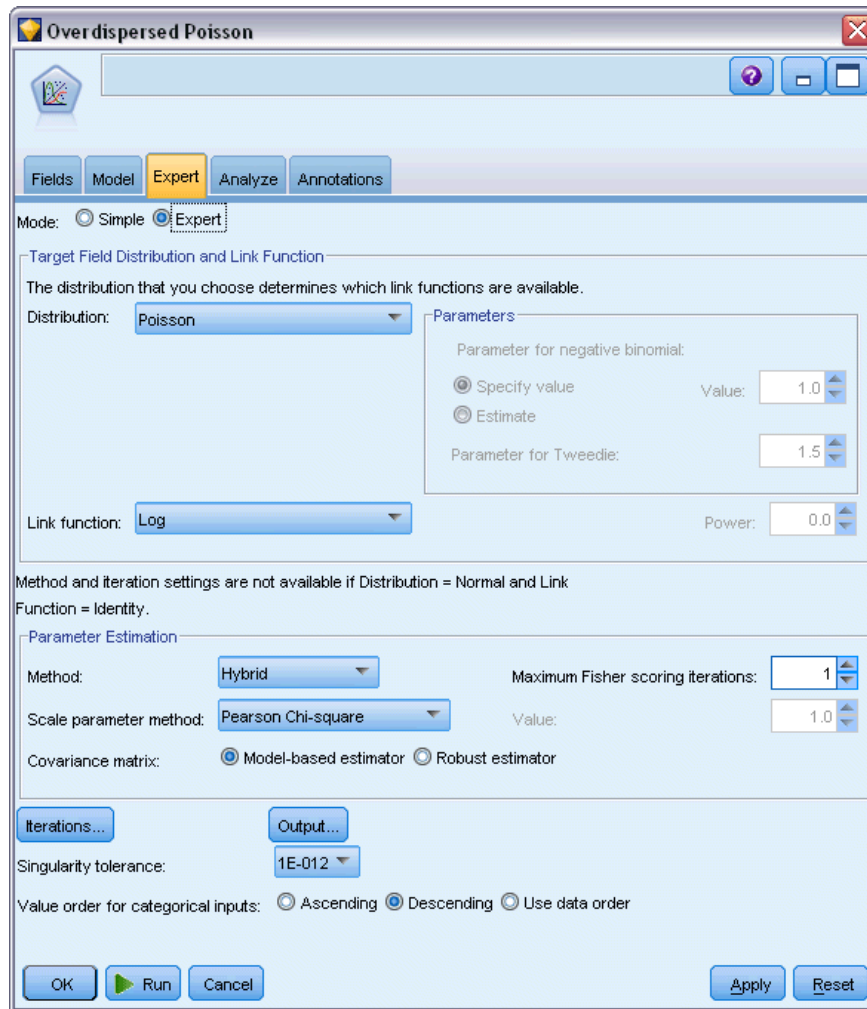 Overdispersed Poisson
Fields Model Expert Analyze Annotations
Mode: Simple Expert
Target Field Distribution and Link Function
The distribution that you choose determines which link functions are available.
Distribution: Poisson
Parameters
Parameter for negative binomial:
Specify value Value: 1.0
Estimate
Parameter for Tweedie: 1.5
Link function: Log Power: 0.0
Method and iteration settings are not available if Distribution = Normal and Link
Function = Identity.
Parameter Estimation
Method: Hybrid Maximum Fisher scoring iterations: 1
Scale parameter method: Pearson Chi-square Value: 1.0
Covariance matrix: Model-based estimator Robust estimator
Iterations... Output...
Singularity tolerance: 1E-012
Value order for categorical inputs: Ascending Descending Use data order
OK Run Cancel Apply Reset